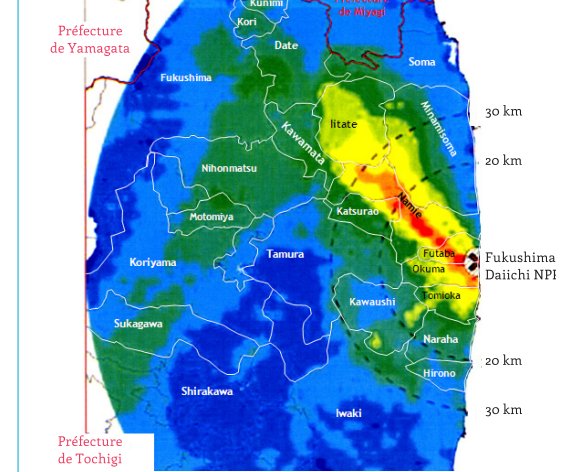 Kunimi
de Miyagi
Kori
Préfecture
de Yamagata
Date
Soma
Fukushima
30 km
Iitate
Minamisoma
Kawamata
20 km
Nihonmatsu
Namie
Katsurao
Motomiya
Tamura
Futaba
Fukushima
Koriyama
Okuma
Daiichi NPP
Tomioka
Kawaushi
Sukagawa
Naraha
20 km
Hirono
Shirakawa
30 km
Iwaki
Préfecture
de Tochigi